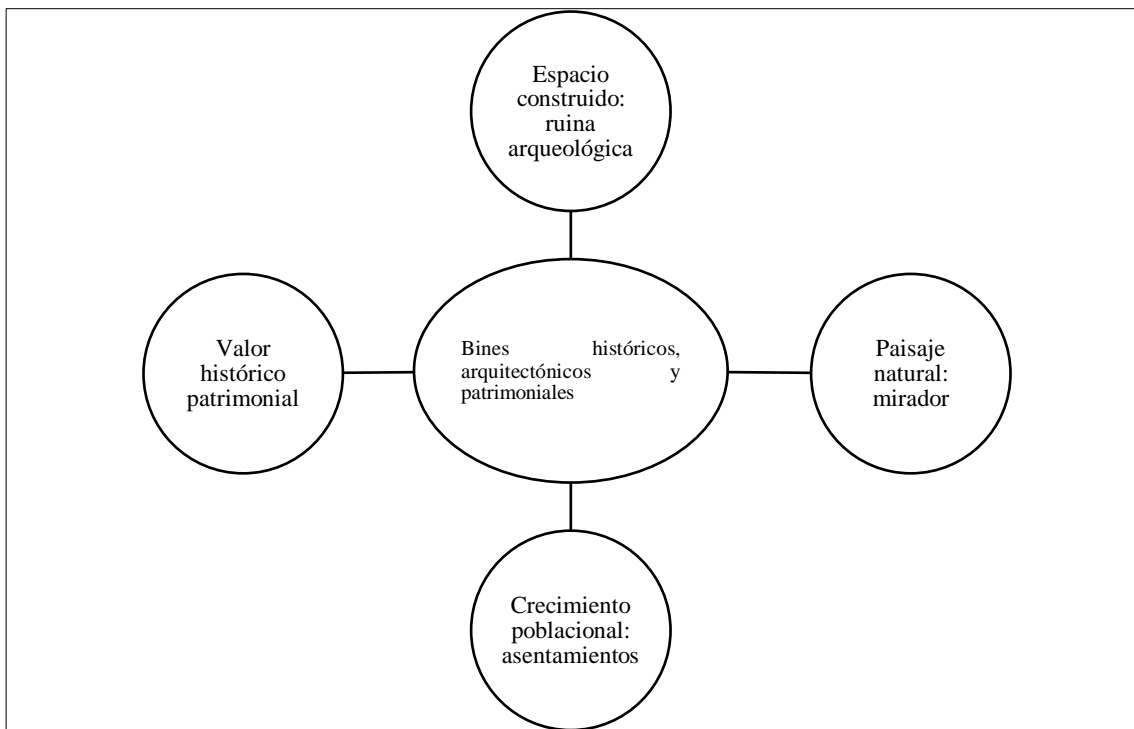 Espacio
construido:
ruina
arqueológica
Valor
histórico
patrimonial
Bines históricos,
arquitectónicos y
patrimoniales
Paisaje
natural:
mirador
Crecimiento
poblacional:
asentamientos